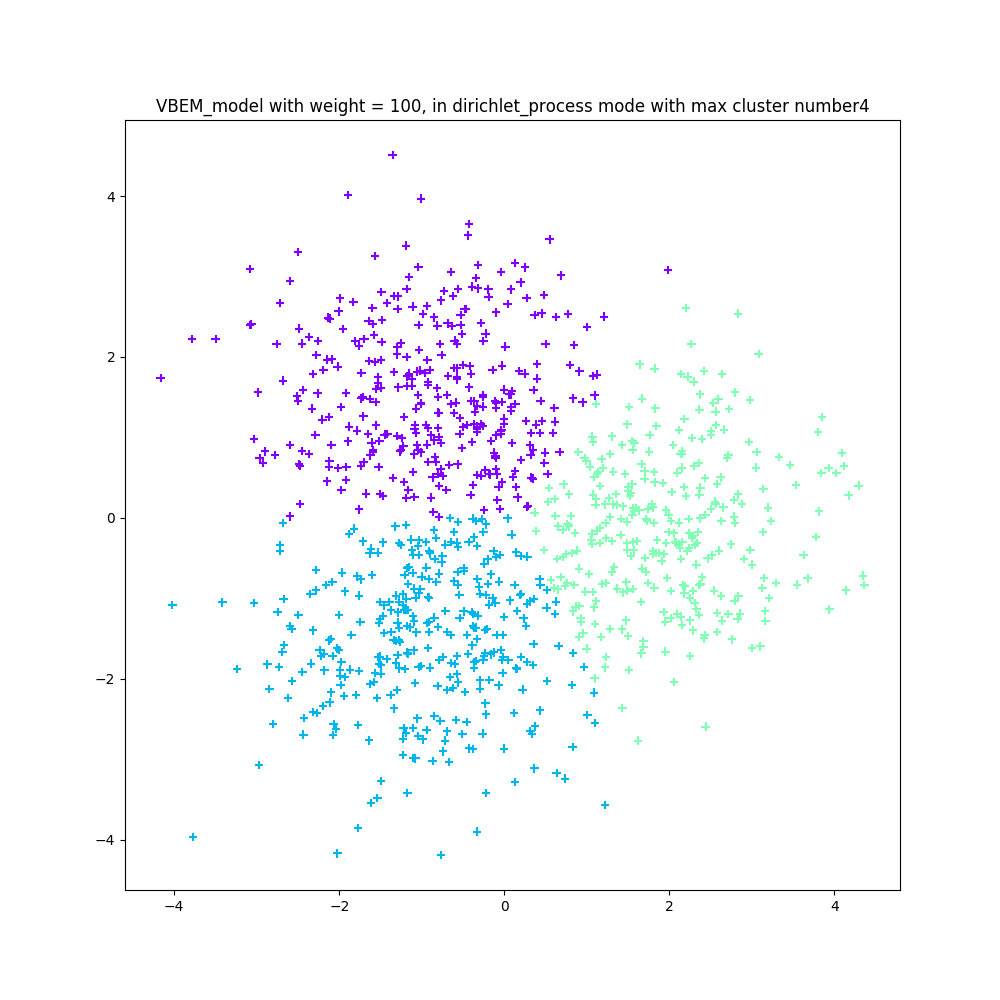 VBEM_model with weight = 100, in dirichlet_process mode with max cluster number4
4
2
0
−2
−4
−4 −2 0 2 4